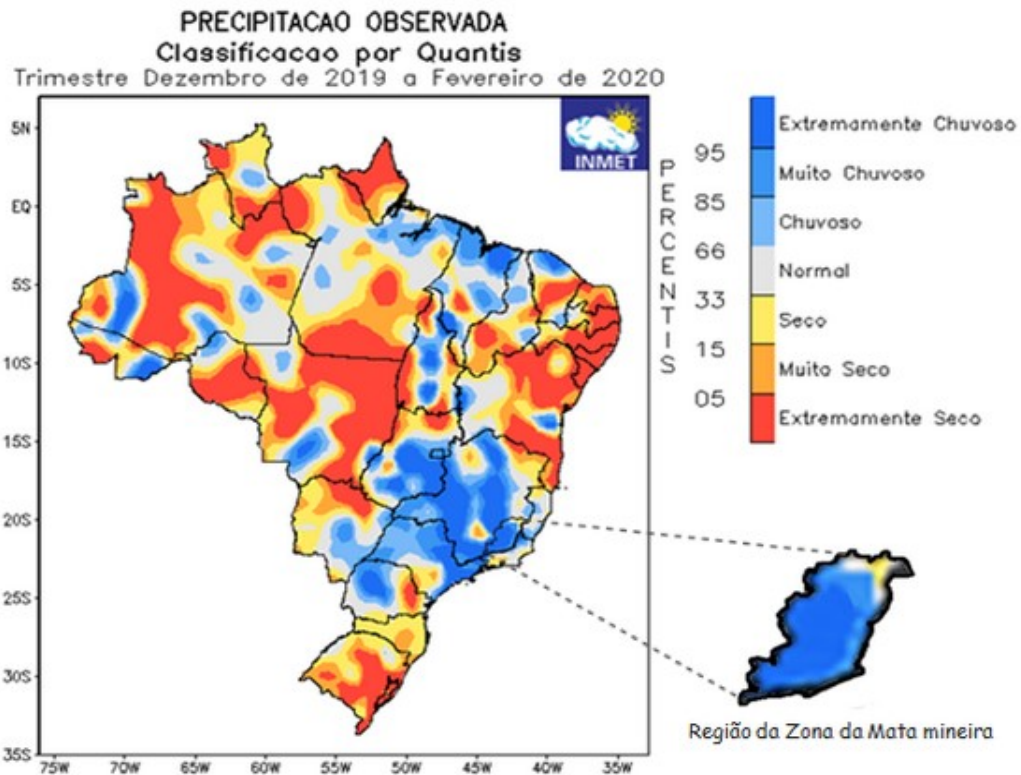 PRECIPITACAO OBSERVADA
Classificacao por Quantis
Trimestre Dezembro de 2019 a Fevereiro de 2020
5N
EQ
5S
10S
15S
20S
25S
30S
35S
75W
70W
65W
60W
55W
50W
45W
40W
35W
INMET
PERCENTIS
95
85
66
33
15
05
Extremamente Chuvoso
Muito Chuvoso
Chuvoso
Normal
Seco
Muito Seco
Extremamente Seco
Região da Zona da Mata mineira